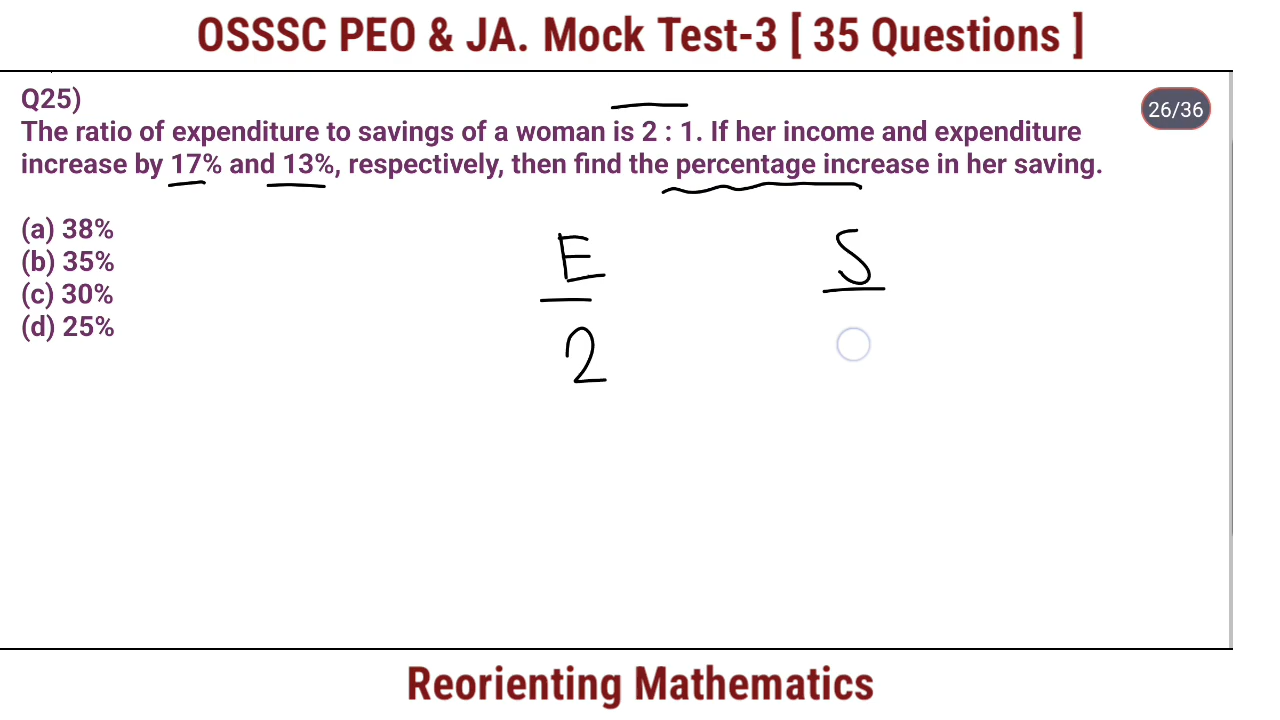 OSSSC PEO & JA. Mock Test-3 [ 35 Questions ]
Q25)
26/36
The ratio of expenditure to savings of a woman is 2 : 1. If her income and expenditure
increase by 17% and 13%, respectively, then find the percentage increase in her saving.
(a) 38%
(b) 35%
(c) 30%
(d) 25%
E S
2
Reorienting Mathematics